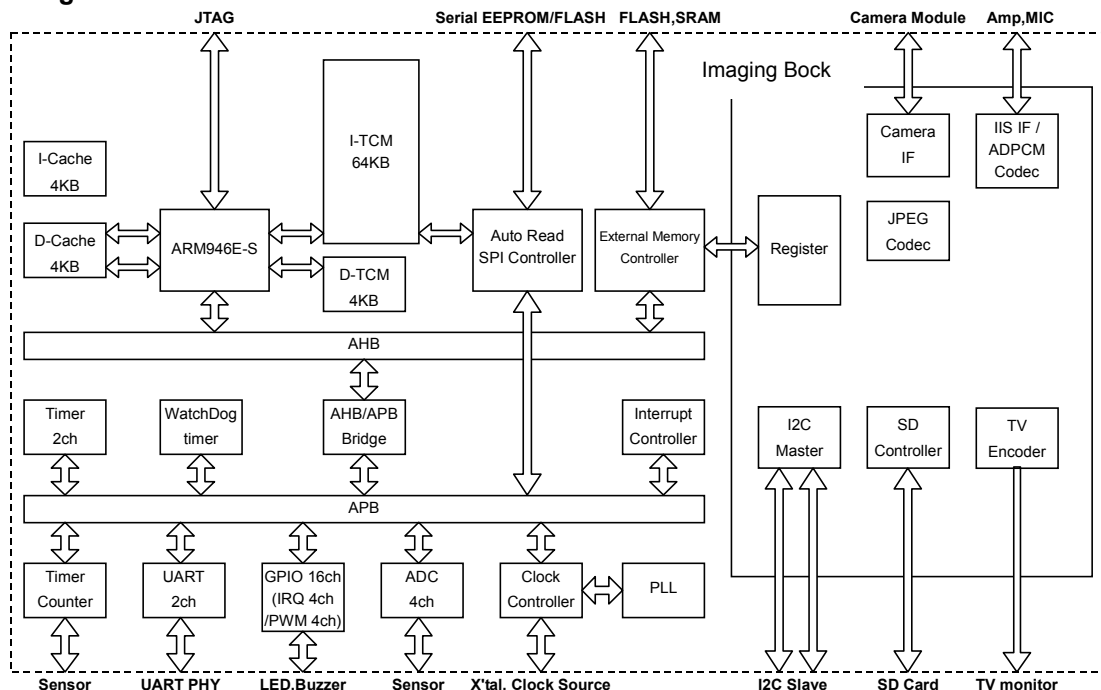 JTAG
Serial EEPROM/FLASH
FLASH,SRAM
Camera Module
Amp,MIC
Imaging Bock
I-TCM
64KB
Camera
IF
IIS IF /
ADPCM
Codec
I-Cache
4KB
D-Cache
4KB
ARM946E-S
D-TCM
4KB
Auto Read
SPI Controller
External Memory
Controller
Register
JPEG
Codec
AHB
Timer
2ch
WatchDog
timer
AHB/APB
Bridge
Interrupt
Controller
I2C
Master
SD
Controller
TV
Encoder
APB
Timer
Counter
UART
2ch
GPIO 16ch
(IRQ 4ch
/PWM 4ch)
ADC
4ch
Clock
Controller
PLL
Sensor
UART PHY
LED,Buzzer
Sensor
X'tal, Clock Source
I2C Slave
SD Card
TV monitor